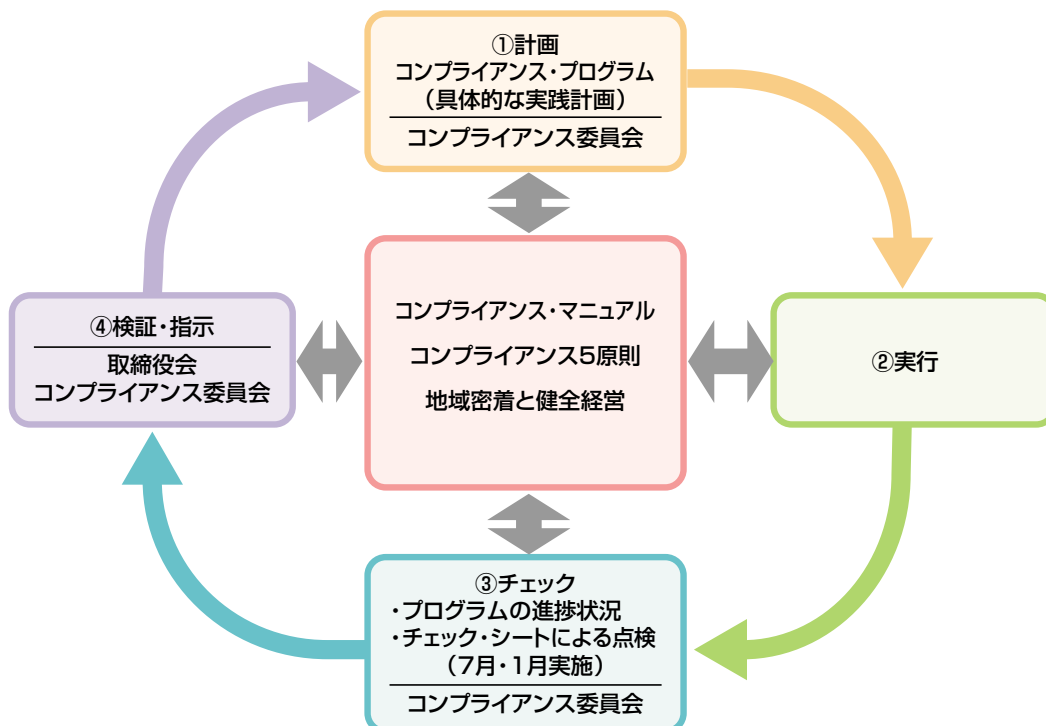 ①計画
コンプライアンス・プログラム
（具体的な実践計画）
コンプライアンス委員会
②実行
③チェック
・プログラムの進捗状況
・チェック・シートによる点検
（7月・1月実施）
コンプライアンス委員会
④検証・指示
取締役会
コンプライアンス委員会
コンプライアンス・マニュアル
コンプライアンス5原則
地域密着と健全経営